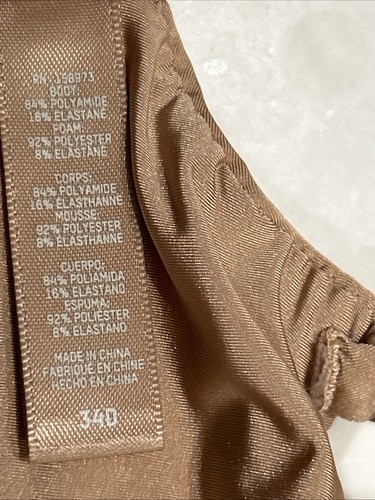 RN: 158973
BODY:
84% POLYAMIDE
16% ELASTANE
FOAM:
92% POLYESTER
8% ELASTANE
CORPS:
84% POLYAMIDE
16% ELASTHANNE
MOUSSE:
92% POLYESTER
8% ELASTHANNE
CUERPO:
84% POLIAMIDA
16% ELASTANO
ESPUMA:
92% POLIÉSTER
8% ELASTANO
MADE IN CHINA
FABRIQUÉ EN CHINE
HECHO EN CHINA
34D